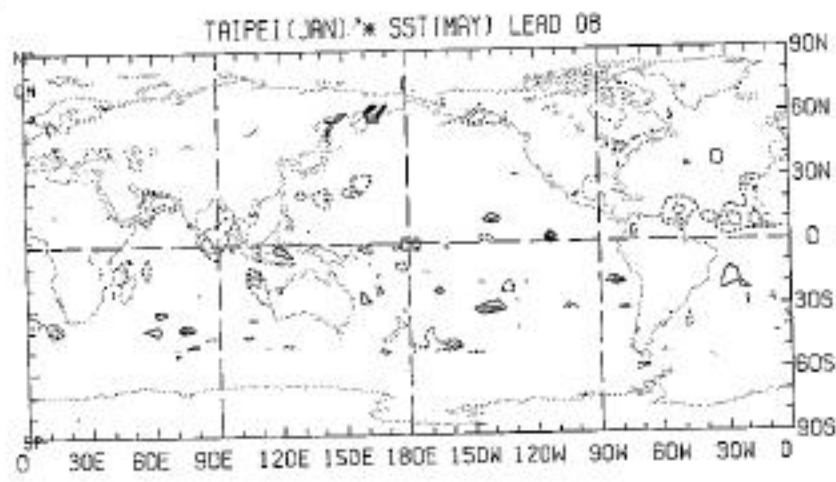 TAIPEI(JAN) * SST(MAY) LEAD 08
90N
60N
30N
0
30S
60S
90S
0 30E 60E 90E 120E 150E 180E 150W 120W 90W 60W 30W 0